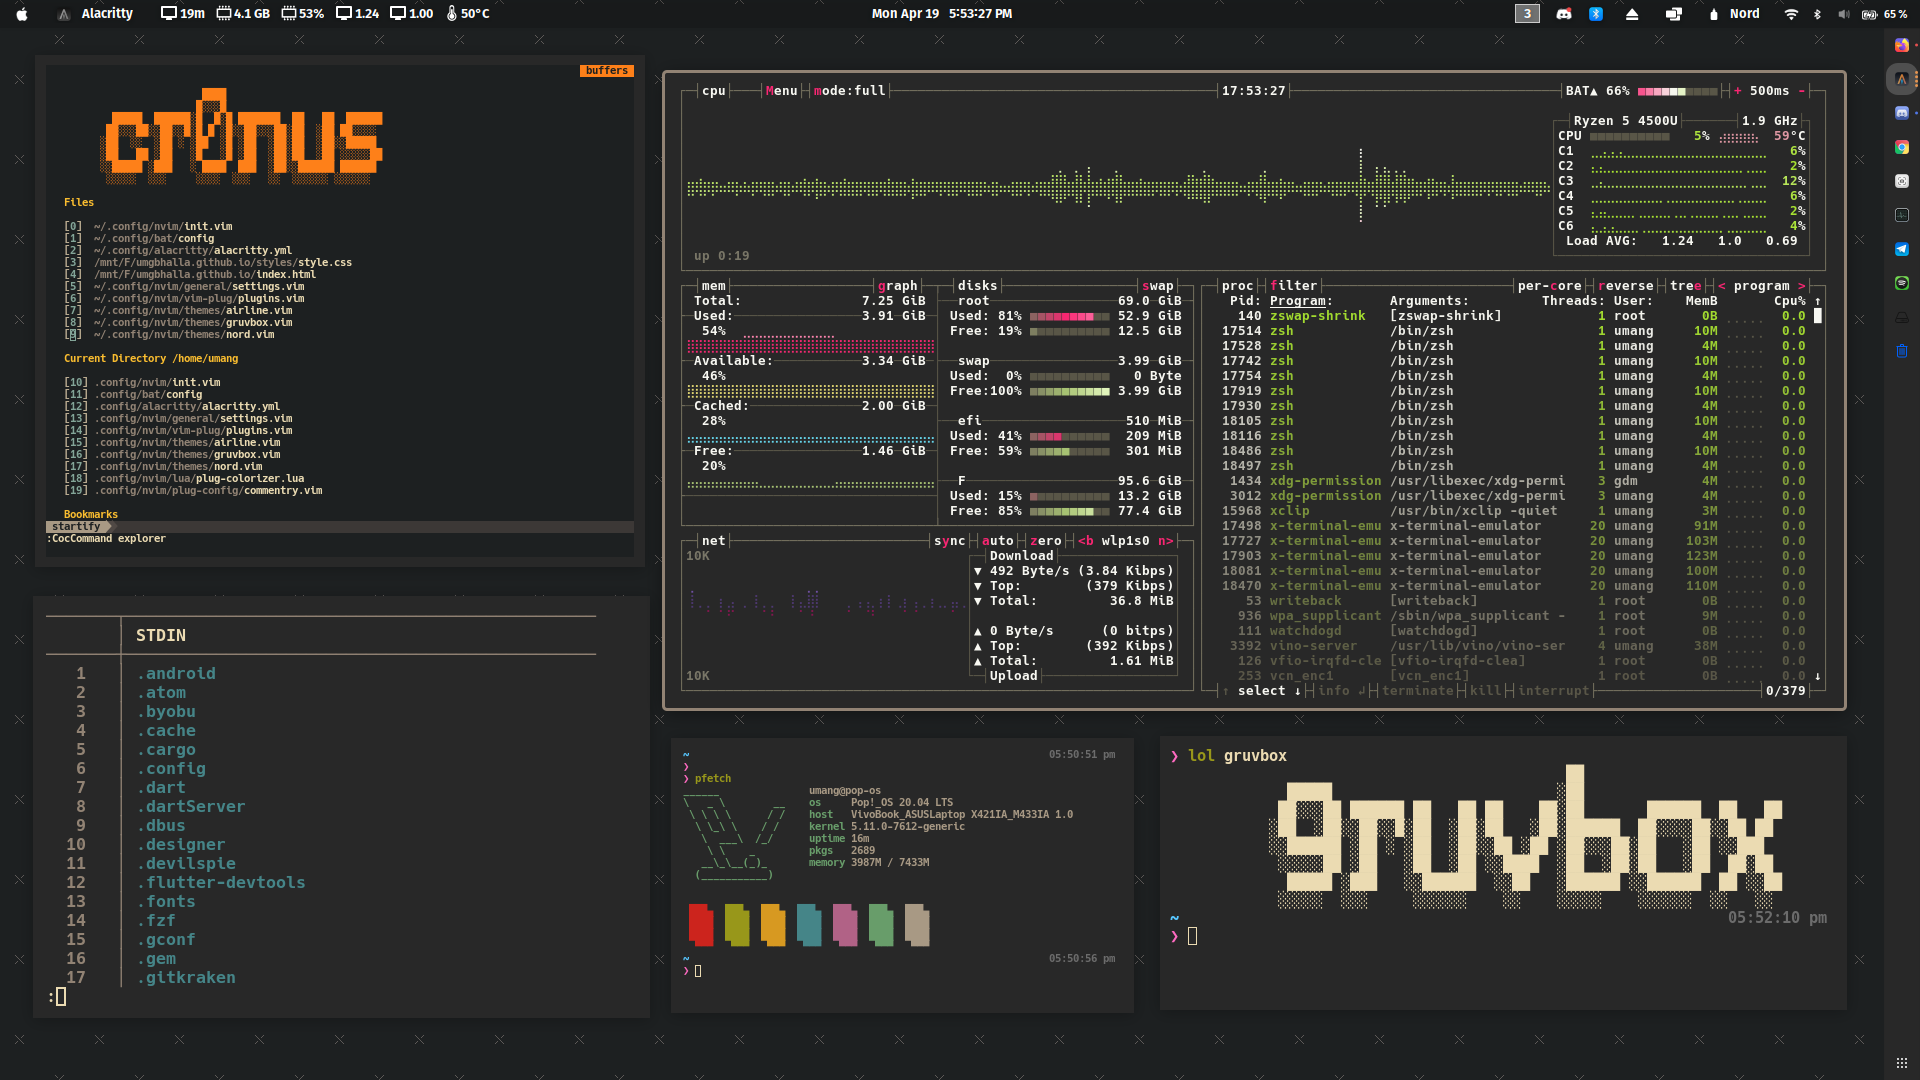 Alacritty 19m 4.1 GB 53% 1.24 1.00 50°C
Mon Apr 19 5:53:27 PM
3 Nord 65 %
buffers
Files
[0] ~/.config/nvim/init.vim
[1] ~/.config/bat/config
[2] ~/.config/alacritty/alacritty.yml
[3] /mnt/F/umgbhalla.github.io/styles/style.css
[4] /mnt/F/umgbhalla.github.io/index.html
[5] ~/.config/nvim/general/settings.vim
[6] ~/.config/nvim/vim-plug/plugins.vim
[7] ~/.config/nvim/themes/airline.vim
[8] ~/.config/nvim/themes/gruvbox.vim
[9] ~/.config/nvim/themes/nord.vim
Current Directory /home/umang
[10] .config/nvim/init.vim
[11] .config/bat/config
[12] .config/alacritty/alacritty.yml
[13] .config/nvim/general/settings.vim
[14] .config/nvim/vim-plug/plugins.vim
[15] .config/nvim/themes/airline.vim
[16] .config/nvim/themes/gruvbox.vim
[17] .config/nvim/themes/nord.vim
[18] .config/nvim/lua/plug-colorizer.lua
[19] .config/nvim/plug-config/commentry.vim
Bookmarks
startify
:CocCommand explorer
STDIN
1 .android
2 .atom
3 .byobu
4 .cache
5 .cargo
6 .config
7 .dart
8 .dartServer
9 .dbus
10 .designer
11 .devilspie
12 .flutter-devtools
13 .fonts
14 .fzf
15 .gconf
16 .gem
17 .gitkraken
:
cpu Menu mode:full 17:53:27 BAT▲ 66% + 500ms -
Ryzen 5 4500U 1.9 GHz
CPU 5% 59°C
C1 6%
C2 2%
C3 12%
C4 6%
C5 2%
C6 4%
Load AVG: 1.24 1.0 0.69
up 0:19
mem graph
Total: 7.25 GiB
Used: 3.91 GiB
54%
Available: 3.34 GiB
46%
Cached: 2.00 GiB
28%
Free: 1.46 GiB
20%
disks swap
root 69.0 GiB
Used: 81% 52.9 GiB
Free: 19% 12.5 GiB
swap 3.99 GiB
Used: 0% 0 Byte
Free:100% 3.99 GiB
efi 510 MiB
Used: 41% 209 MiB
Free: 59% 301 MiB
F 95.6 GiB
Used: 15% 13.2 GiB
Free: 85% 77.4 GiB
net sync auto zero <b wlp1s0 n>
10K
10K
Download
▼ 492 Byte/s (3.84 Kibps)
▼ Top: (379 Kibps)
▼ Total: 36.8 MiB
▲ 0 Byte/s (0 bitps)
▲ Top: (392 Kibps)
▲ Total: 1.61 MiB
Upload
proc filter per-core reverse tree < program >
Pid: Program: Arguments: Threads: User: MemB Cpu% ↑
140 zswap-shrink [zswap-shrink] 1 root 0B 0.0
17514 zsh /bin/zsh 1 umang 10M 0.0
17528 zsh /bin/zsh 1 umang 4M 0.0
17742 zsh /bin/zsh 1 umang 10M 0.0
17754 zsh /bin/zsh 1 umang 4M 0.0
17919 zsh /bin/zsh 1 umang 10M 0.0
17930 zsh /bin/zsh 1 umang 4M 0.0
18105 zsh /bin/zsh 1 umang 10M 0.0
18116 zsh /bin/zsh 1 umang 4M 0.0
18486 zsh /bin/zsh 1 umang 10M 0.0
18497 zsh /bin/zsh 1 umang 4M 0.0
1434 xdg-permission /usr/libexec/xdg-permi 3 gdm 4M 0.0
3012 xdg-permission /usr/libexec/xdg-permi 3 umang 4M 0.0
15968 xclip /usr/bin/xclip -quiet 1 umang 3M 0.0
17498 x-terminal-emu x-terminal-emulator 20 umang 91M 0.0
17727 x-terminal-emu x-terminal-emulator 20 umang 103M 0.0
17903 x-terminal-emu x-terminal-emulator 20 umang 123M 0.0
18081 x-terminal-emu x-terminal-emulator 20 umang 100M 0.0
18470 x-terminal-emu x-terminal-emulator 20 umang 110M 0.0
53 writeback [writeback] 1 root 0B 0.0
936 wpa_supplicant /sbin/wpa_supplicant - 1 root 9M 0.0
111 watchdogd [watchdogd] 1 root 0B 0.0
3392 vino-server /usr/lib/vino/vino-ser 4 umang 38M 0.0
126 vfio-irqfd-cle [vfio-irqfd-clea] 1 root 0B 0.0
253 vcn_enc1 [vcn_enc1] 1 root 0B 0.0 ↓
↑ select ↓ info ↲ terminate kill interrupt 0/379
~ 05:50:51 pm
❯
❯ pfetch
umang@pop-os
os Pop!_OS 20.04 LTS
host VivoBook_ASUSLaptop X421IA_M433IA 1.0
kernel 5.11.0-7612-generic
uptime 16m
pkgs 2689
memory 3987M / 7433M
~ 05:50:56 pm
❯
❯ lol gruvbox
gruvbox
~ 05:52:10 pm
❯